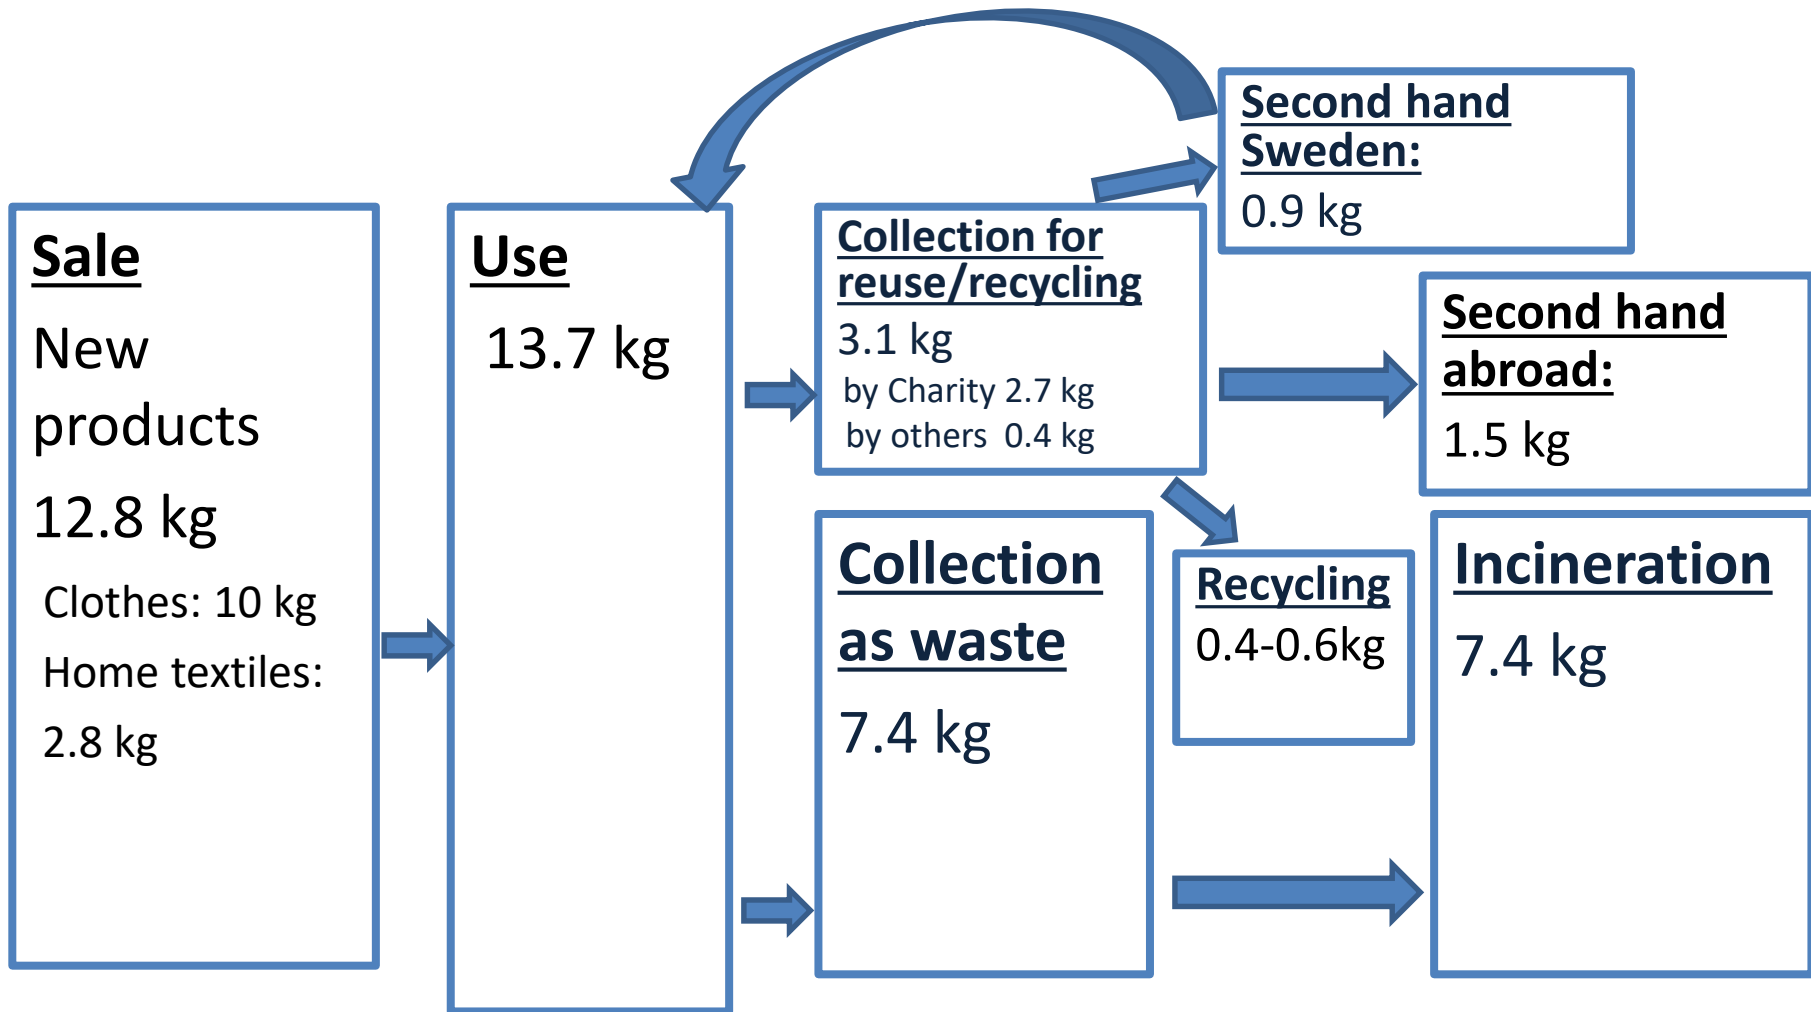 Sale
New
products
12.8 kg
Clothes: 10 kg
Home textiles:
2.8 kg
Use
13.7 kg
Collection for
reuse/recycling
3.1 kg
by Charity 2.7 kg
by others 0.4 kg
Second hand
Sweden:
0.9 kg
Second hand
abroad:
1.5 kg
Collection
as waste
7.4 kg
Recycling
0.4-0.6kg
Incineration
7.4 kg